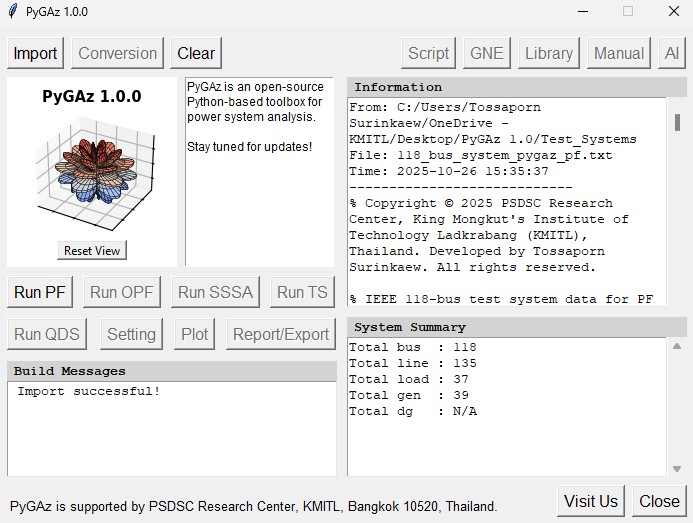 PyGAz 1.0.0
Import
Conversion
Clear
Script
GNE
Library
Manual
AI
PyGAz 1.0.0
Reset View
PyGAz is an open-source
Python-based toolbox for
power system analysis.
Stay tuned for updates!
Information
From: C:/Users/Tossaporn
Surinkaew/OneDrive -
KMITL/Desktop/PyGAz 1.0/Test_Systems
File: 118_bus_system_pygaz_pf.txt
Time: 2025-10-26 15:35:37
--------------------------------------
% Copyright © 2025 PSDSC Research
Center, King Mongkut's Institute of
Technology Ladkrabang (KMITL),
Thailand. Developed by Tossaporn
Surinkaew. All rights reserved.
% IEEE 118-bus test system data for PF
Run PF
Run OPF
Run SSSA
Run TS
Run QDS
Setting
Plot
Report/Export
Build Messages
Import successful!
System Summary
Total bus : 118
Total line : 135
Total load : 37
Total gen : 39
Total dg : N/A
PyGAz is supported by PSDSC Research Center, KMITL, Bangkok 10520, Thailand.
Visit Us
Close